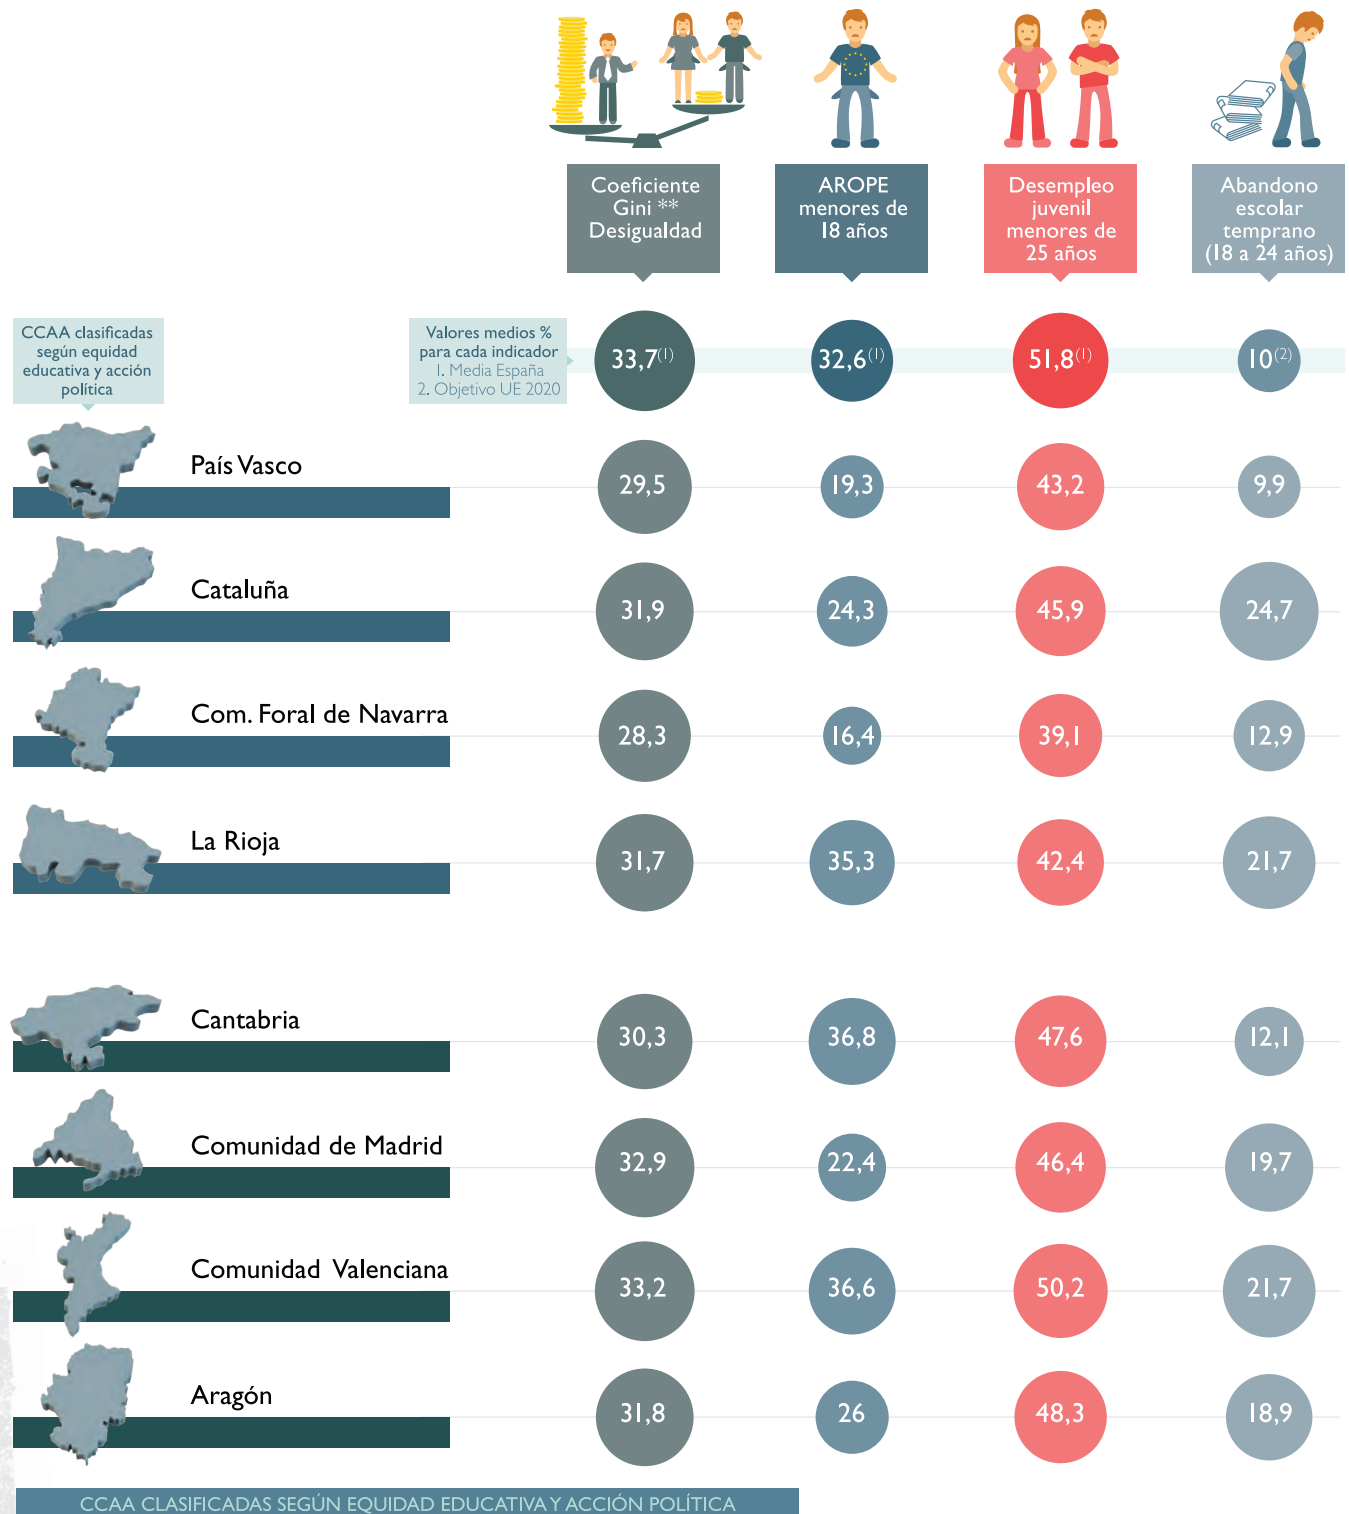 Coeficiente
Gini **
Desigualdad
AROPE
menores de
18 años
Desempleo
juvenil
menores de
25 años
Abandono
escolar
temprano
(18 a 24 años)
CCAA clasificadas
según equidad
educativa y acción
política
Valores medios %
para cada indicador
1. Media España
2. Objetivo UE 2020
33,7(1) 32,6(1) 51,8(1) 10(2)
País Vasco 29,5 19,3 43,2 9,9
Cataluña 31,9 24,3 45,9 24,7
Com. Foral de Navarra 28,3 16,4 39,1 12,9
La Rioja 31,7 35,3 42,4 21,7
Cantabria 30,3 36,8 47,6 12,1
Comunidad de Madrid 32,9 22,4 46,4 19,7
Comunidad Valenciana 33,2 36,6 50,2 21,7
Aragón 31,8 26 48,3 18,9
CCAA CLASIFICADAS SEGÚN EQUIDAD EDUCATIVA Y ACCIÓN POLÍTICA